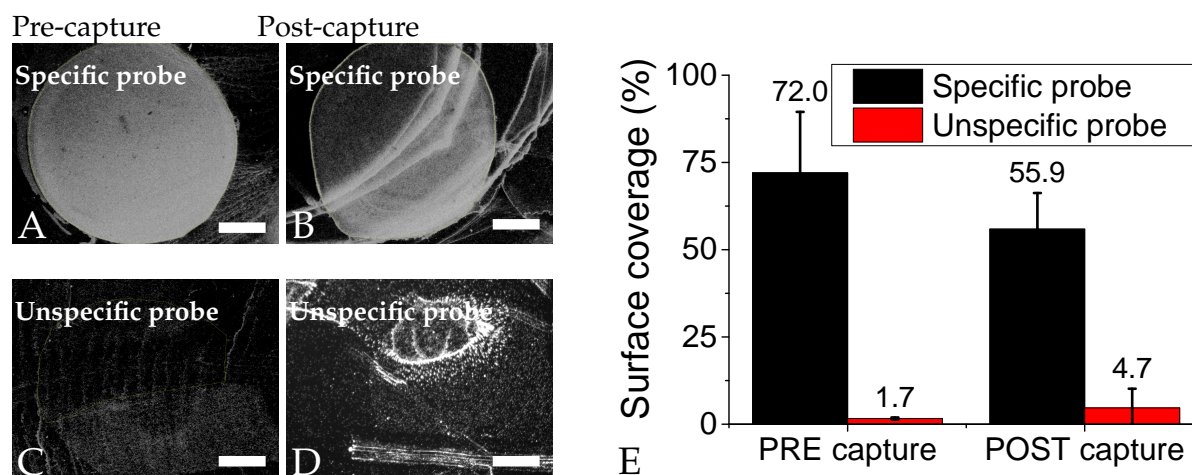 Pre-capture
Post-capture
Specific probe
A
Specific probe
B
Unspecific probe
C
Unspecific probe
D
Surface coverage (%)
100
75
50
25
0
72.0
1.7
55.9
4.7
Specific probe
Unspecific probe
PRE capture
POST capture
E